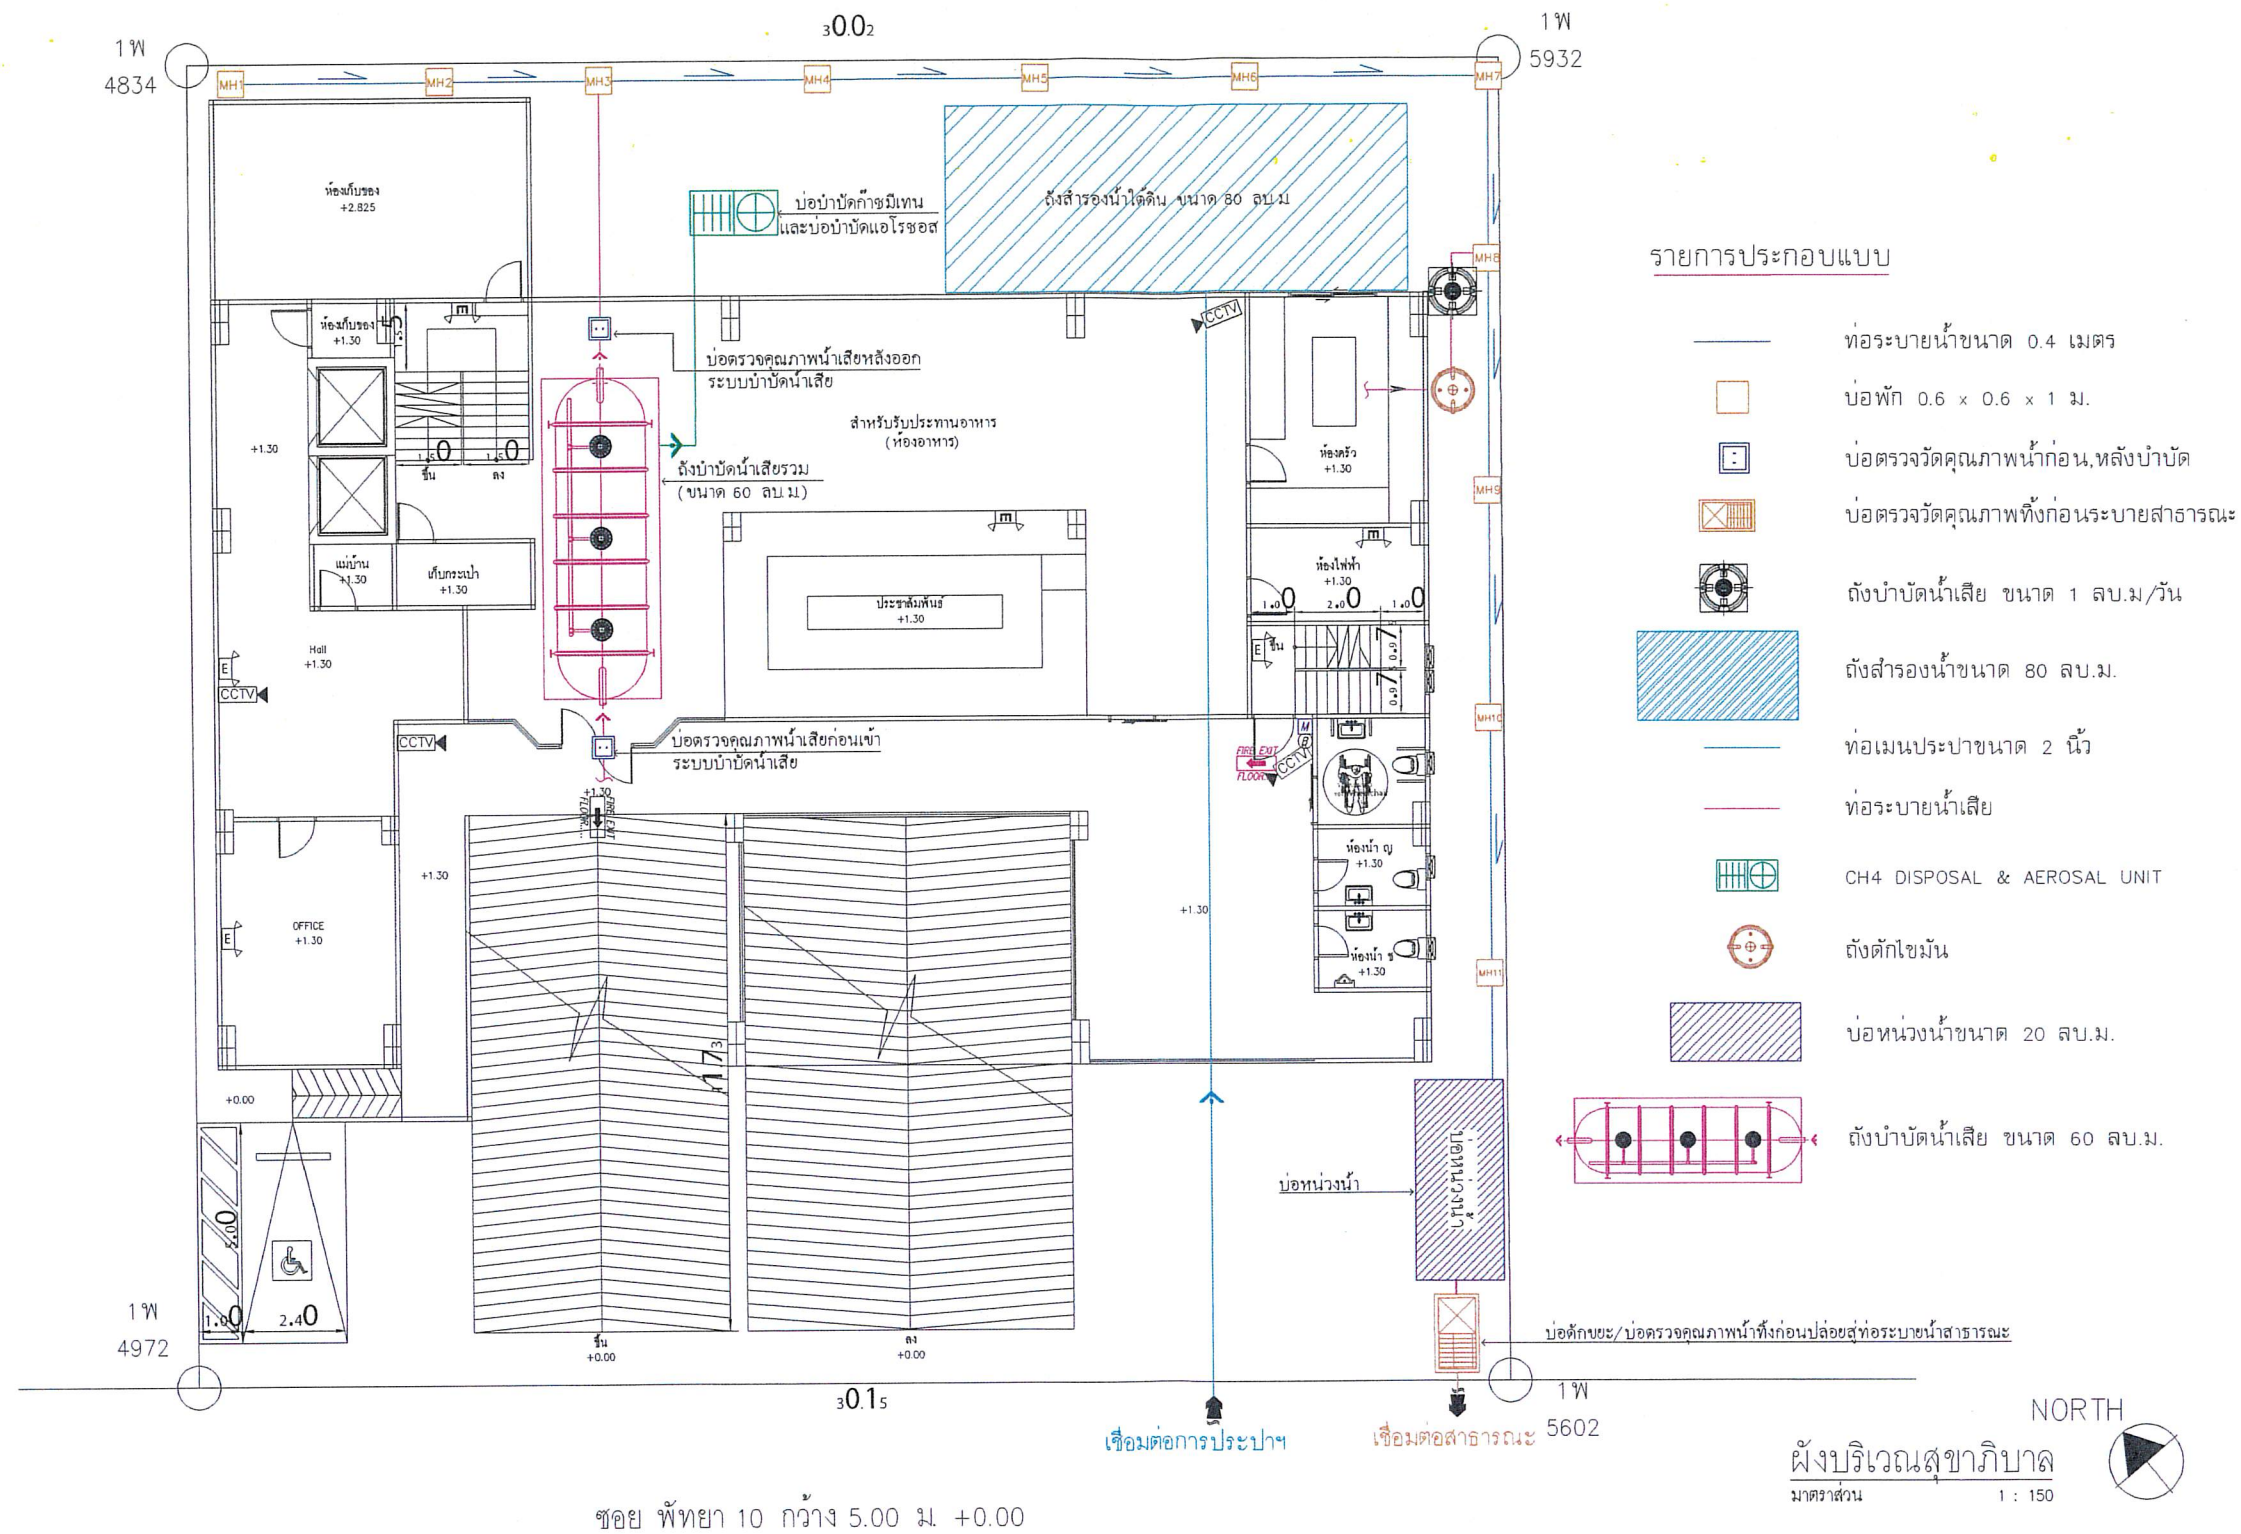 30.02
1พ
4834
1พ
5932
MH1
MH2
MH3
MH4
MH5
MH6
MH7
ห้องเก็บของ
+2.825
บ่อบำบัดก๊าซมีเทน
และบ่อบำบัดแอโรซอส
ถังสำรองน้ำใต้ดิน ขนาด 80 ลบ.ม
MH8
รายการประกอบแบบ
ห้องเก็บของ
+1.30
E
CCTV
บ่อตรวจคุณภาพน้ำเสียหลังออก
ระบบบำบัดน้ำเสีย
ท่อระบายน้ำขนาด 0.4 เมตร
บ่อพัก 0.6 x 0.6 x 1 ม.
+1.30
สำหรับรับประทานอาหาร
(ห้องอาหาร)
ห้องครัว
+1.30
1.50
1.50
ขึ้น
ลง
ถังบำบัดน้ำเสียรวม
(ขนาด 60 ลบ.ม)
MH9
บ่อตรวจวัดคุณภาพน้ำก่อน,หลังบำบัด
บ่อตรวจวัดคุณภาพทิ้งก่อนระบายสาธารณะ
E
E
แม่บ้าน
+1.30
เก็บกระเป๋า
+1.30
ห้องไฟฟ้า
+1.30
1.00
2.00
1.00
ประชาสัมพันธ์
+1.30
ถังบำบัดน้ำเสีย ขนาด 1 ลบ.ม/วัน
Hall
+1.30
E
CCTV
E
ขึ้น
0.975
0.975
ถังสำรองน้ำขนาด 80 ลบ.ม.
CCTV
บ่อตรวจคุณภาพน้ำเสียก่อนเข้า
ระบบบำบัดน้ำเสีย
MH10
M
B
FIRE EXIT
FLOOR
CCTV
ท่อเมนประปาขนาด 2 นิ้ว
+1.30
FIRE EXIT
FLOOR
ท่อระบายน้ำเสีย
ห้องน้ำ ญ
+1.30
+1.30
CH4 DISPOSAL & AEROSAL UNIT
+1.30
OFFICE
+1.30
E
ห้องน้ำ ช
+1.30
MH11
ถังดักไขมัน
บ่อหน่วงน้ำขนาด 20 ลบ.ม.
+0.00
บ่อหน่วงน้ำ
บ่อหน่วงน้ำ
ถังบำบัดน้ำเสีย ขนาด 60 ลบ.ม.
5.00
1.00
2.40
1พ
4972
ขึ้น
+0.00
ลง
+0.00
บ่อดักขยะ/บ่อตรวจคุณภาพน้ำทิ้งก่อนปล่อยสู่ท่อระบายน้ำสาธารณะ
30.15
เชื่อมต่อการประปาฯ
เชื่อมต่อสาธารณะ
1พ
5602
NORTH
ผังบริเวณสุขาภิบาล
มาตราส่วน 1 : 150
ซอย พัทยา 10 กว้าง 5.00 ม. +0.00